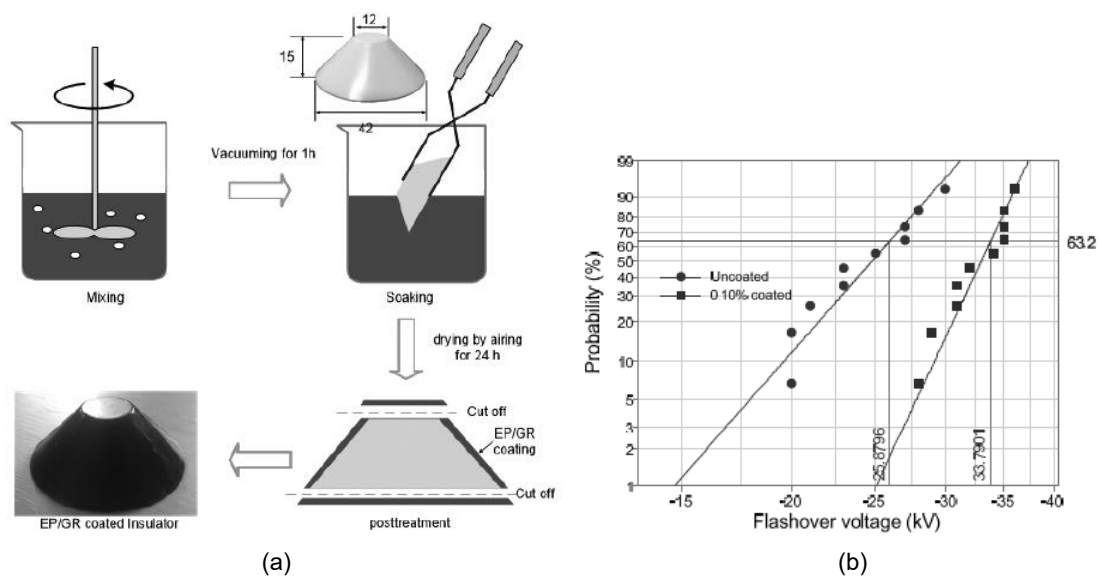 12
15
42
Vacuuming for 1h
Mixing
Soaking
drying by airing
for 24 h
Cut off
EP/GR
coating
Cut off
EP/GR coated Insulator
posttreatment
(a)
Probability (%)
99
90
80
70
60
50
40
30
20
10
5
3
2
1
63.2
Uncoated
0 10% coated
25.8796
33.7901
-15
-20
-25
-30
-35
-40
Flashover voltage (kV)
(b)